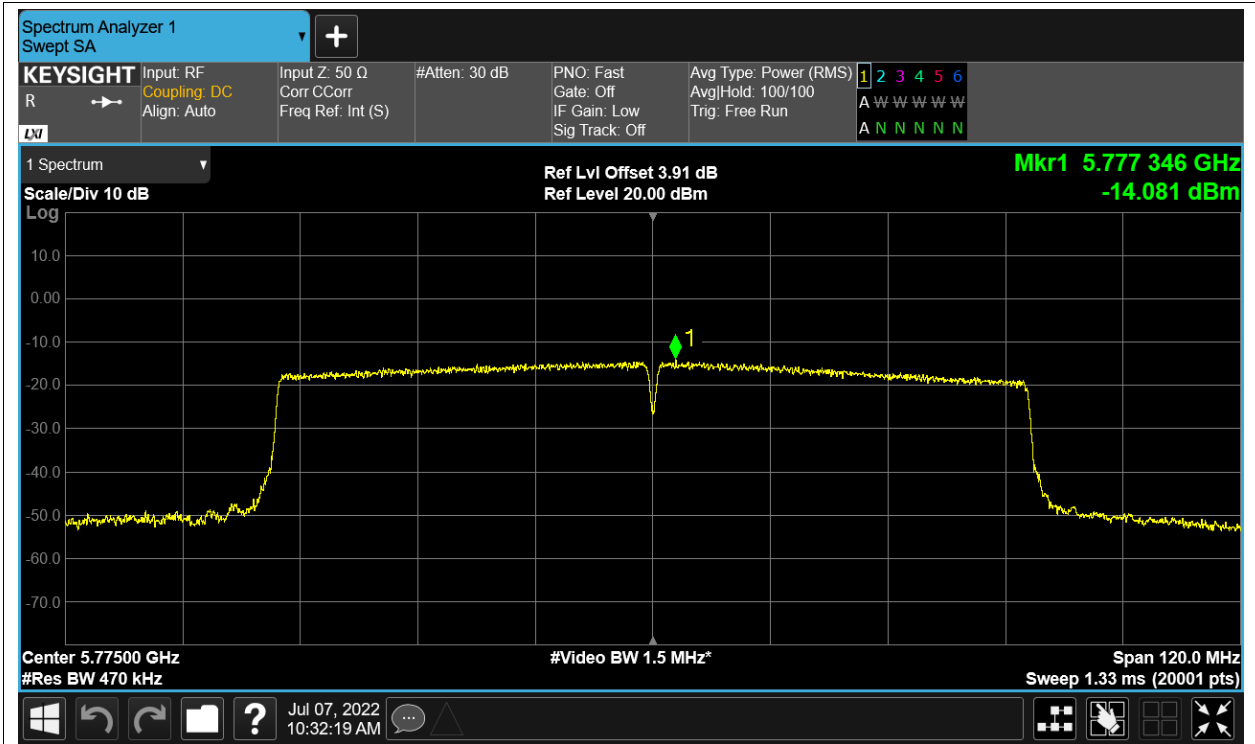 Spectrum Analyzer 1
Swept SA
KEYSIGHT Input: RF Input Z: 50 Ω #Atten: 30 dB PNO: Fast Avg Type: Power (RMS) 1 2 3 4 5 6
R Coupling: DC Corr CCorr Gate: Off Avg|Hold: 100/100 A W W W W W
Align: Auto Freq Ref: Int (S) IF Gain: Low Trig: Free Run
LXI Sig Track: Off A N N N N N
1 Spectrum Ref Lvl Offset 3.91 dB Mkr1 5.777 346 GHz
Scale/Div 10 dB Ref Level 20.00 dBm -14.081 dBm
Log
10.0
0.00
-10.0 1
-20.0
-30.0
-40.0
-50.0
-60.0
-70.0
Center 5.77500 GHz #Video BW 1.5 MHz* Span 120.0 MHz
#Res BW 470 kHz Sweep 1.33 ms (20001 pts)
? Jul 07, 2022
10:32:19 AM